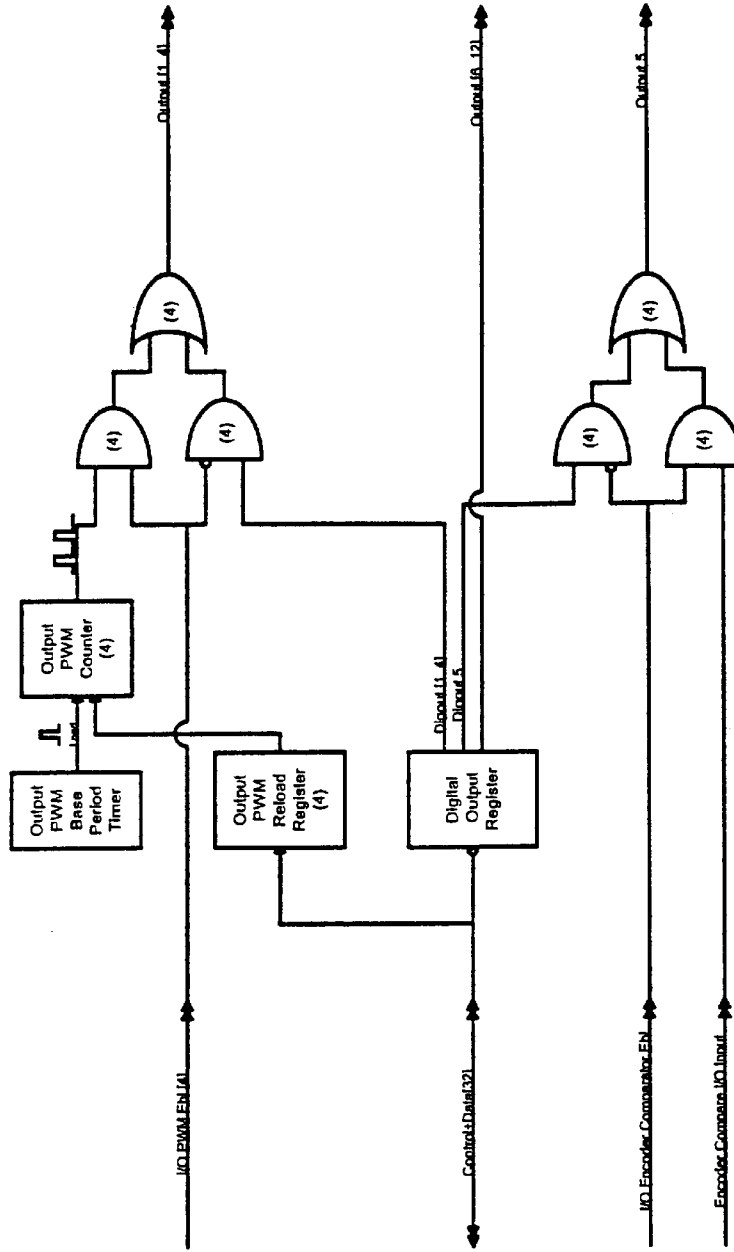 Output [1..4]
Output [6..12]
Output 5
(4)
(4)
(4)
(4)
(4)
(4)
Output
PWM
Counter
(4)
Load
Output
PWM
Base
Period
Timer
Output
PWM
Reload
Register
(4)
Digital
Output
Register
Digout [1..4]
Digout 5
I/O PWM Ebl [4]
Control+Data[32]
I/O Encoder Comparator Ebl
Encoder Compare I/O Input